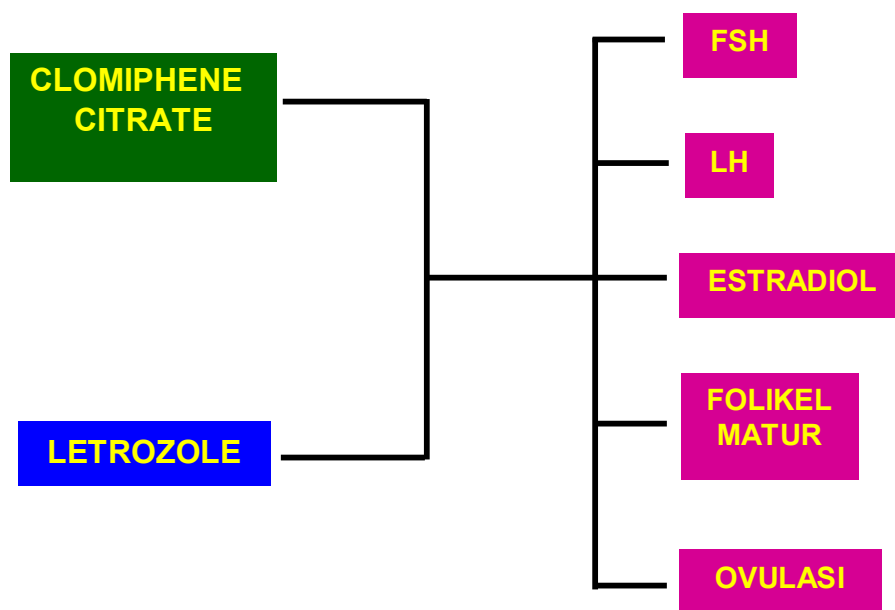 CLOMIPHENE
CITRATE
LETROZOLE
FSH
LH
ESTRADIOL
FOLIKEL
MATUR
OVULASI